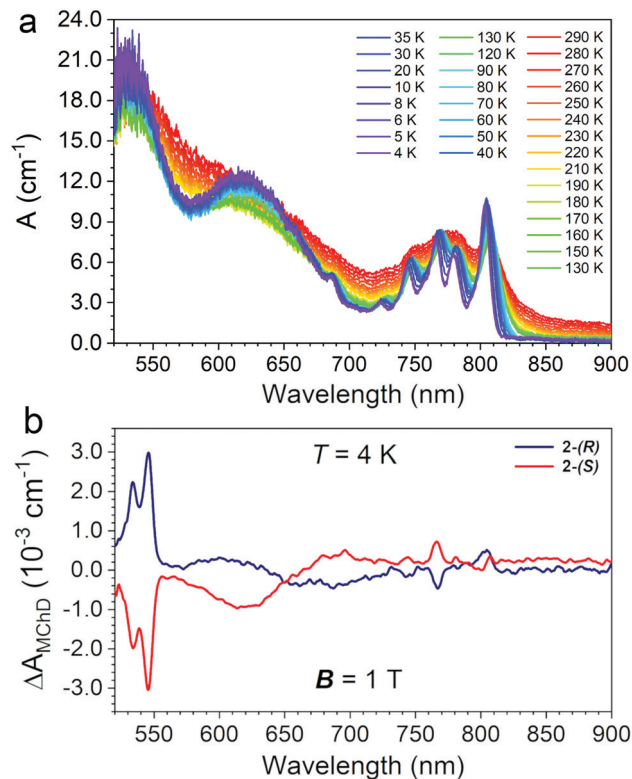 a
24.0
21.0
18.0
15.0
12.0
9.0
6.0
3.0
0.0
A (cm⁻¹)
35 K 130 K 290 K
30 K 120 K 280 K
20 K 90 K 270 K
10 K 80 K 260 K
8 K 70 K 250 K
6 K 60 K 240 K
5 K 50 K 230 K
4 K 40 K 220 K
210 K
190 K
180 K
170 K
160 K
150 K
130 K
550 600 650 700 750 800 850 900
Wavelength (nm)
b
3.0
2.0
1.0
0.0
-1.0
-2.0
-3.0
ΔA_MChD (10⁻³ cm⁻¹)
T = 4 K
2-(R)
2-(S)
B = 1 T
550 600 650 700 750 800 850 900
Wavelength (nm)